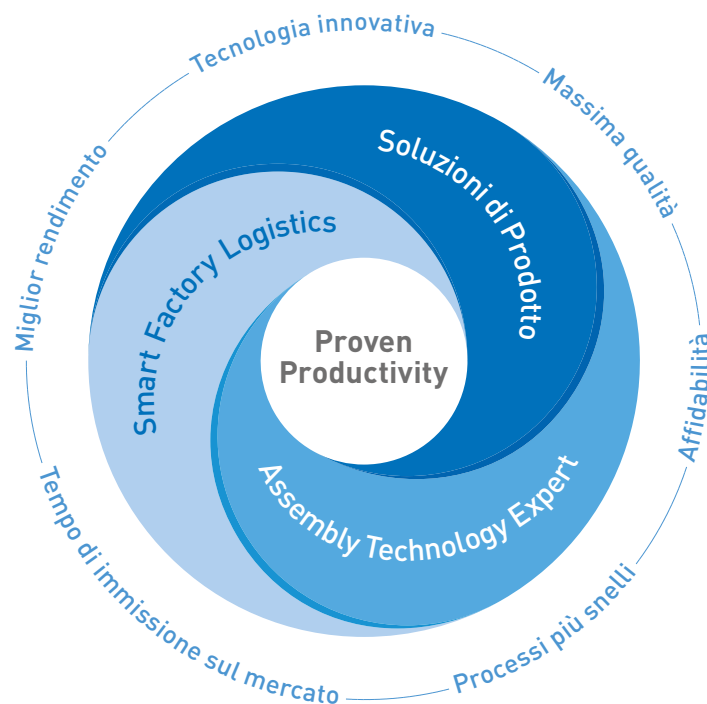 Tecnologia innovativa
Massima qualità
Affidabilità
Processi più snelli
Tempo di immissione sul mercato
Miglior rendimento
Soluzioni di Prodotto
Assembly Technology Expert
Smart Factory Logistics
Proven
Productivity